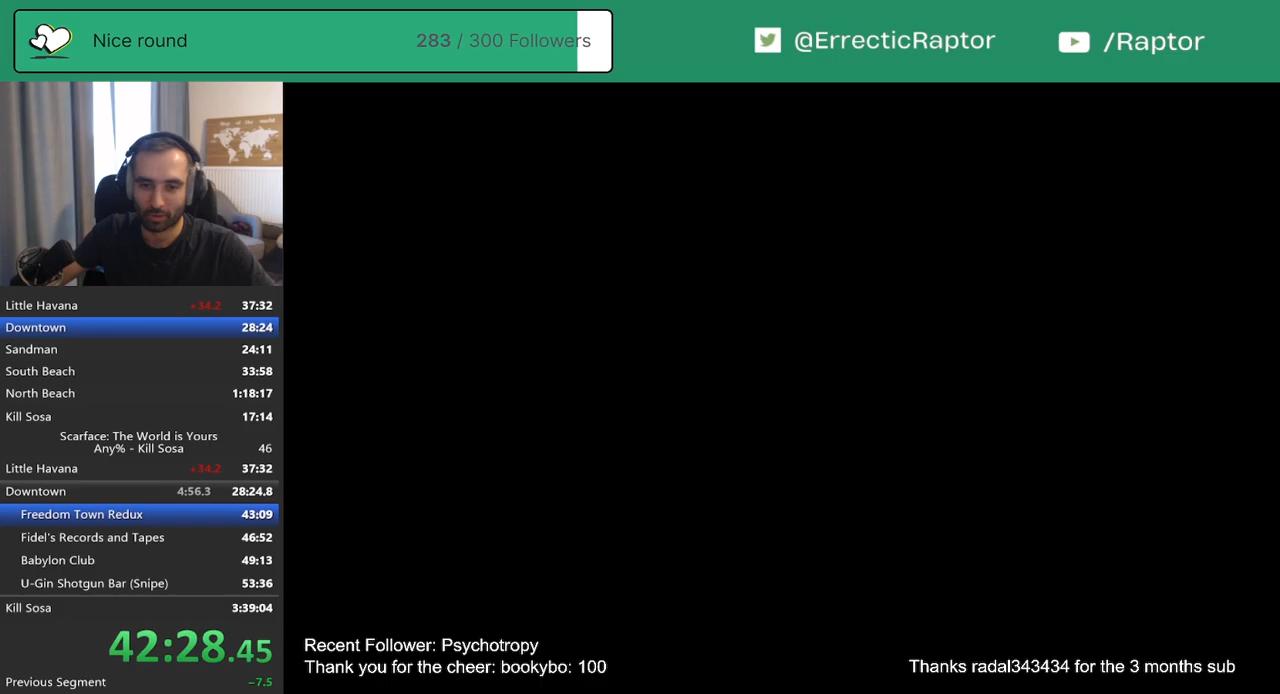 Nice round
283 / 300 Followers
@ErrecticRaptor
/Raptor
Map of the world
Little Havana +34.2 37:32
Downtown 28:24
Sandman 24:11
South Beach 33:58
North Beach 1:18:17
Kill Sosa 17:14
Scarface: The World is Yours
Any% - Kill Sosa 46
Little Havana +34.2 37:32
Downtown 4:56.3 28:24.8
Freedom Town Redux 43:09
Fidel's Records and Tapes 46:52
Babylon Club 49:13
U-Gin Shotgun Bar (Snipe) 53:36
Kill Sosa 3:39:04
42:28.45
Previous Segment −7.5
Recent Follower: Psychotropy
Thank you for the cheer: bookybo: 100
Thanks radal343434 for the 3 months sub